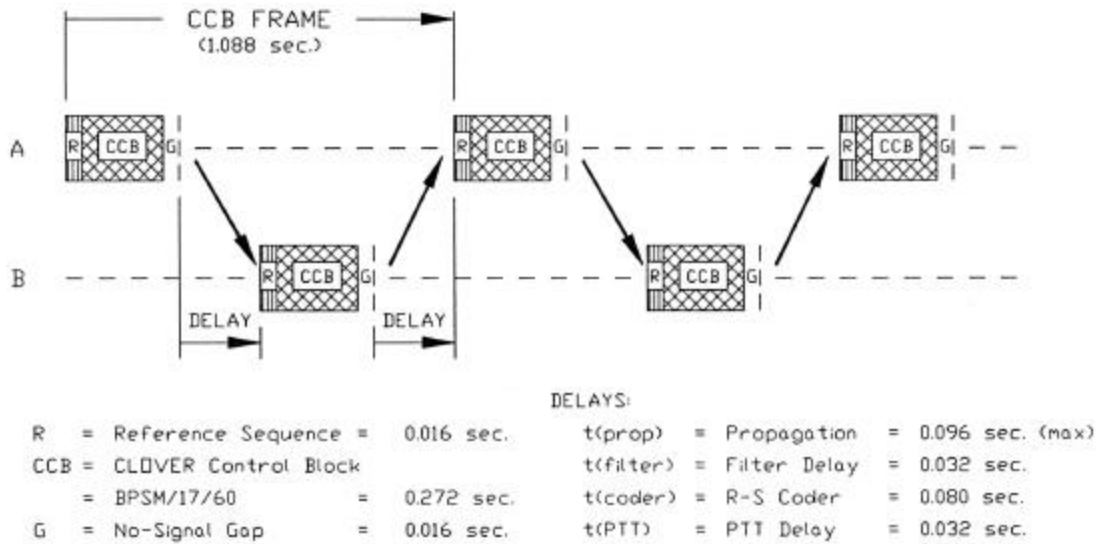 CCB FRAME
(1.088 sec.)
A R CCB G R CCB G R CCB G
B R CCB G R CCB G
DELAY DELAY
DELAYS:
R = Reference Sequence = 0.016 sec. t(prop) = Propagation = 0.096 sec. (max)
CCB = CLOVER Control Block t(filter) = Filter Delay = 0.032 sec.
= BPSM/17/60 = 0.272 sec. t(coder) = R-S Coder = 0.080 sec.
G = No-Signal Gap = 0.016 sec. t(PTT) = PTT Delay = 0.032 sec.